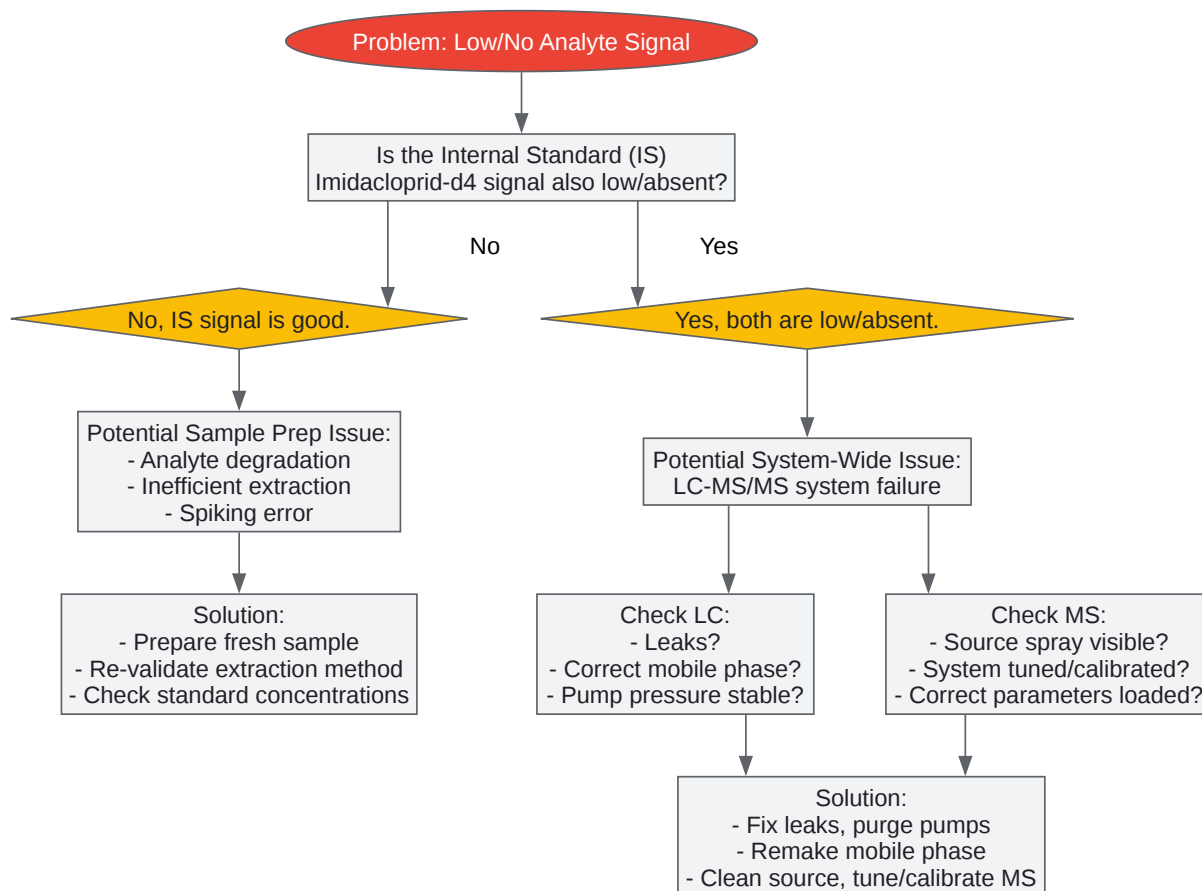 Problem: Low/No Analyte Signal
Is the Internal Standard (IS)
Imidacloprid-d4 signal also low/absent?
No
Yes
No, IS signal is good.
Yes, both are low/absent.
Potential Sample Prep Issue:
- Analyte degradation
- Inefficient extraction
- Spiking error
Potential System-Wide Issue:
LC-MS/MS system failure
Solution:
- Prepare fresh sample
- Re-validate extraction method
- Check standard concentrations
Check LC:
- Leaks?
- Correct mobile phase?
- Pump pressure stable?
Check MS:
- Source spray visible?
- System tuned/calibrated?
- Correct parameters loaded?
Solution:
- Fix leaks, purge pumps
- Remake mobile phase
- Clean source, tune/calibrate MS